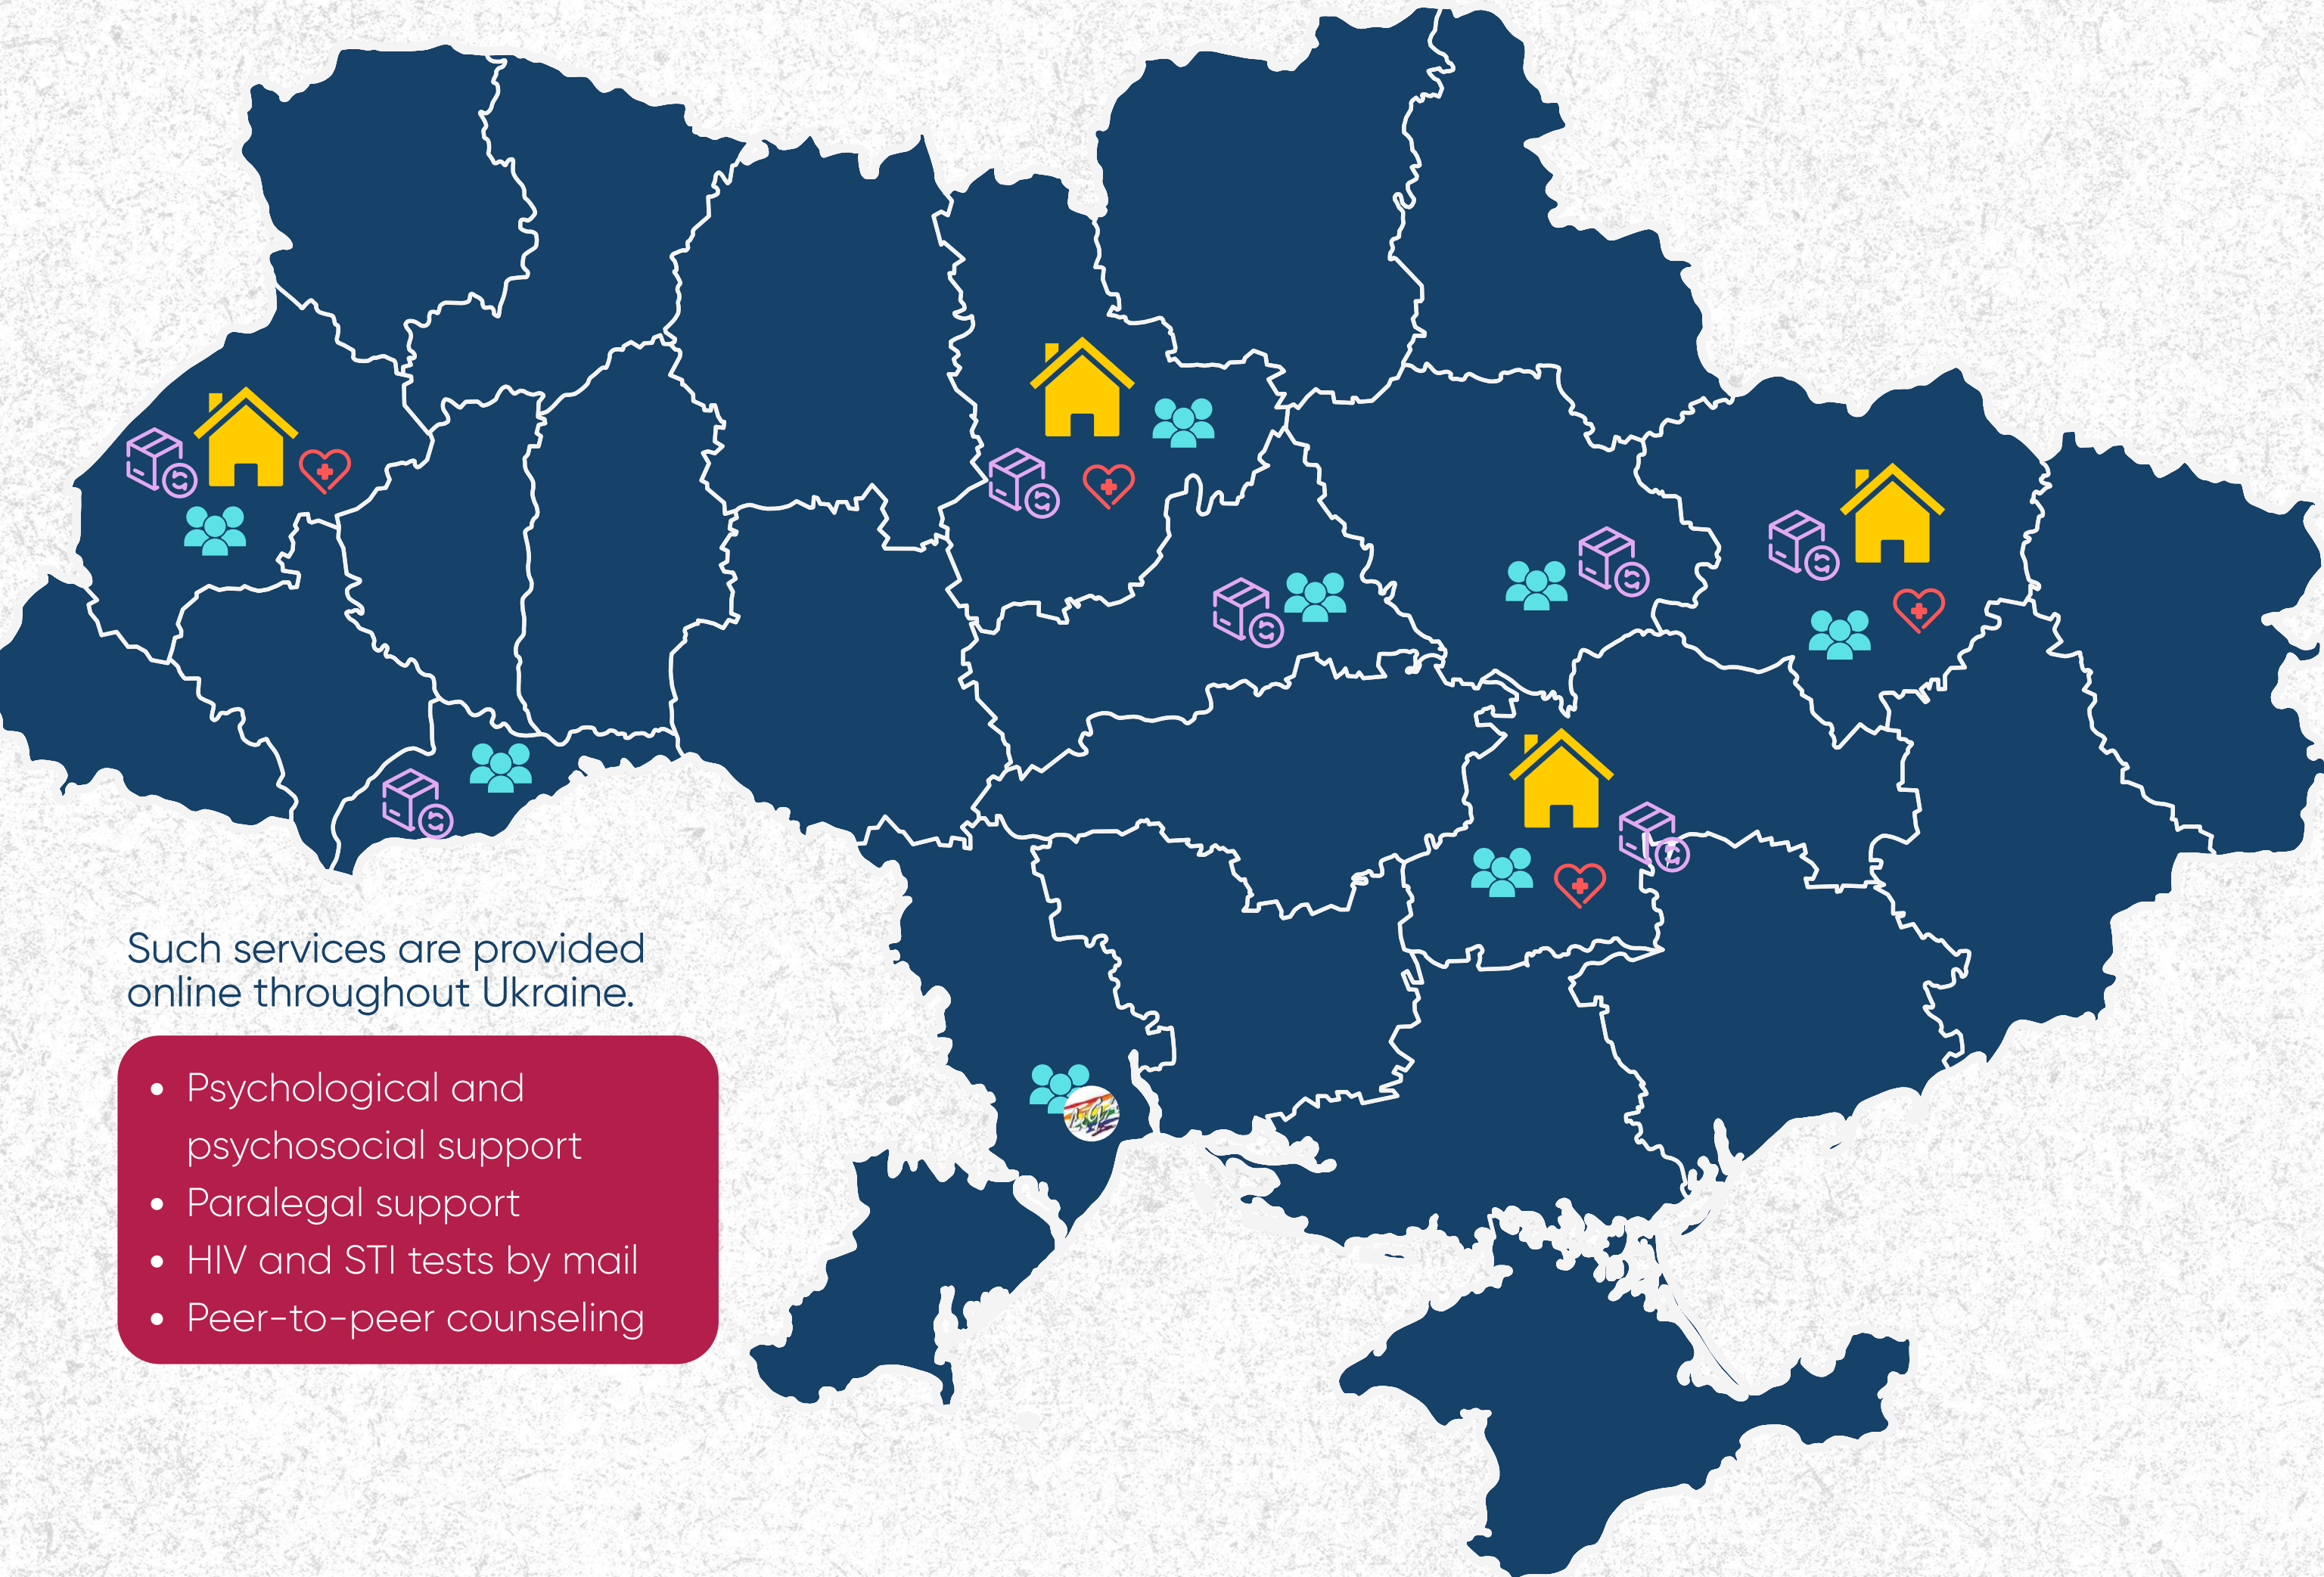 Such services are provided
online throughout Ukraine.
• Psychological and
psychosocial support
• Paralegal support
• HIV and STI tests by mail
• Peer-to-peer counseling